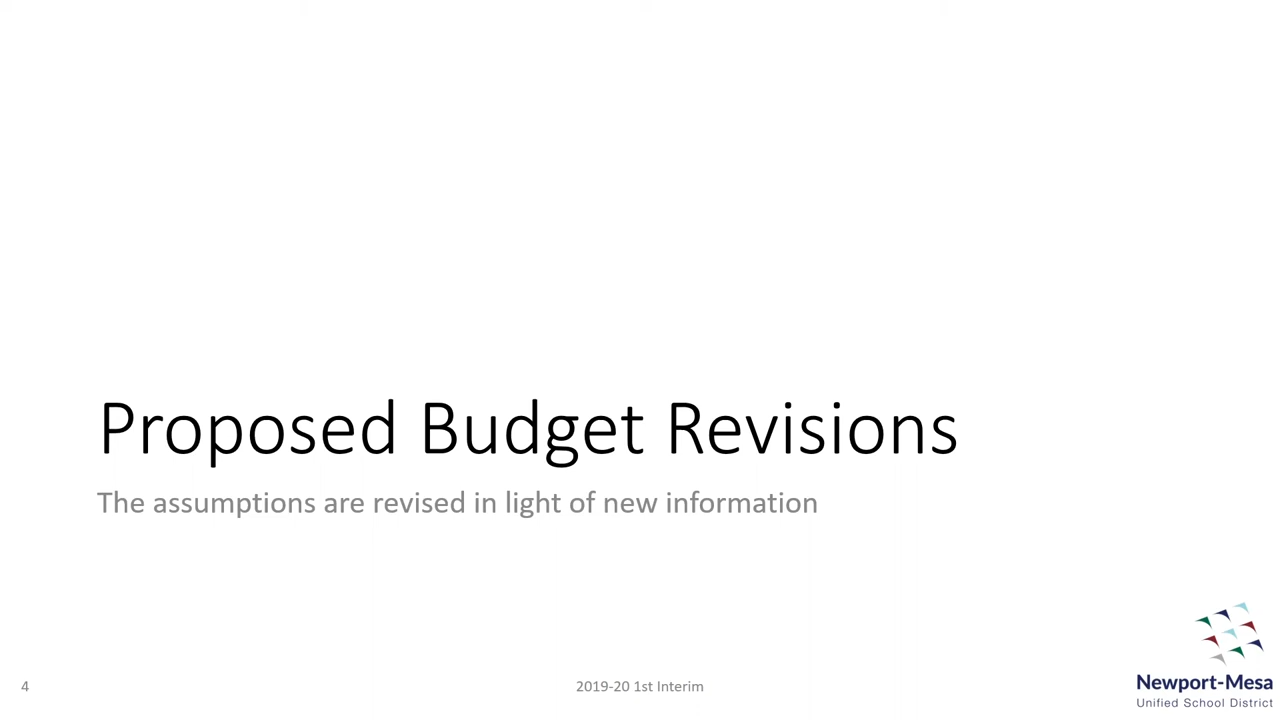 Proposed Budget Revisions
The assumptions are revised in light of new information
4
2019-20 1st Interim
Newport-Mesa
Unified School District